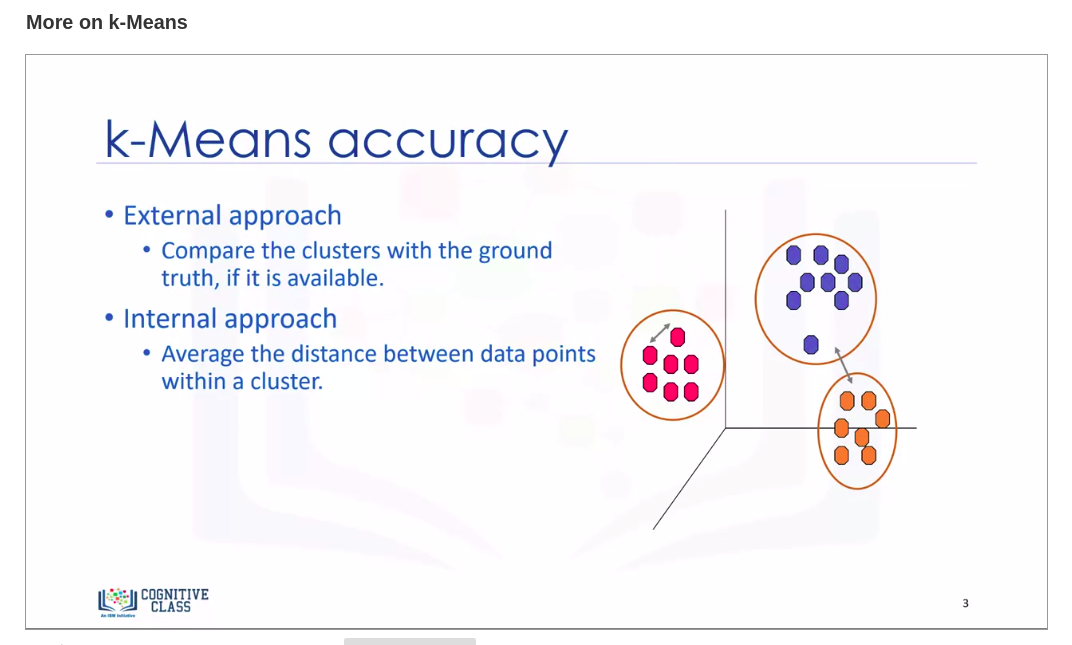 More on k-Means
k-Means accuracy
• External approach
• Compare the clusters with the ground
truth, if it is available.
• Internal approach
• Average the distance between data points
within a cluster.
COGNITIVE
CLASS
An IBM Initiative
3